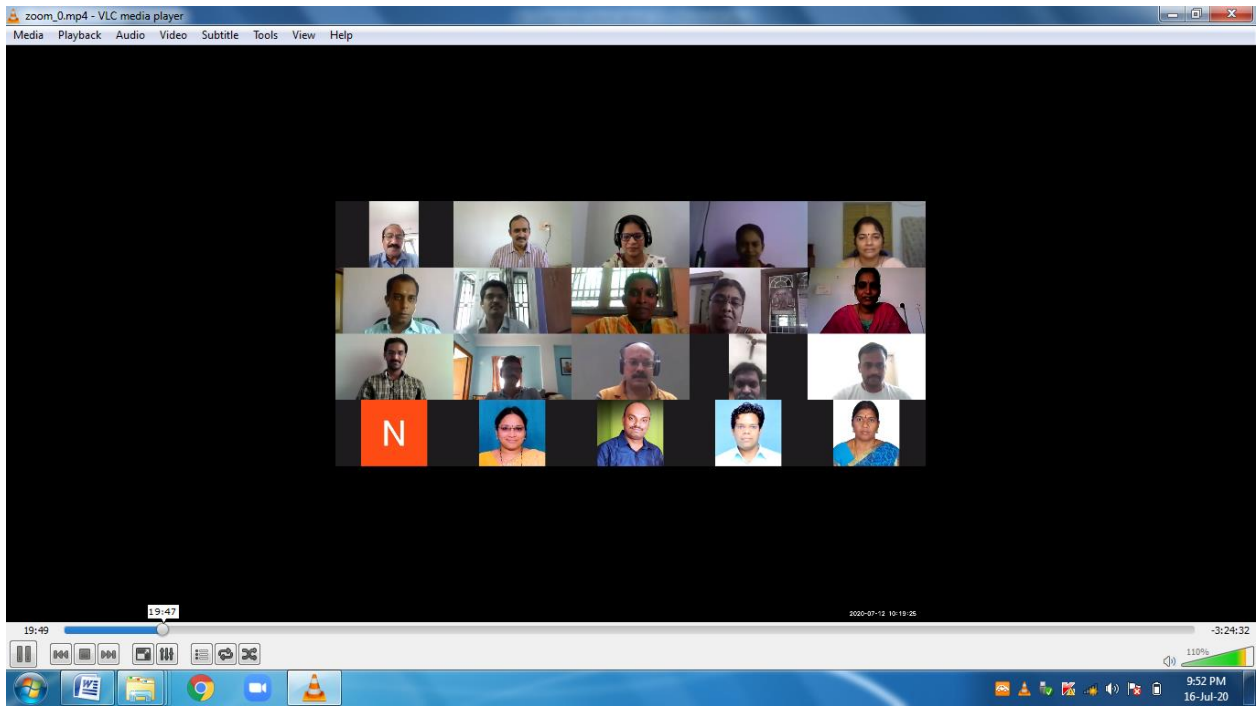 zoom_0.mp4 - VLC media player
Media Playback Audio Video Subtitle Tools View Help
N
2020-07-12 10:19:25
19:47
19:49
-3:24:32
110%
9:52 PM
16-Jul-20